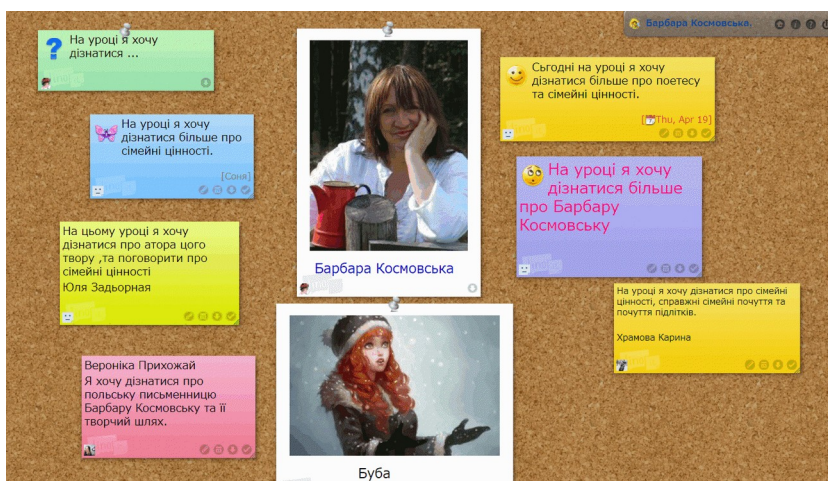 Барбара Космовська.
На уроці я хочу
дізнатися ...
На уроці я хочу
дізнатися більше про
сімейні цінності.
[Соня]
На цьому уроці я хочу
дізнатися про атора цого
твору ,та поговорити про
сімейні цінності
Юля Задьорная
Вероніка Прихожай
Я хочу дізнатися про
польську письменницю
Барбару Космовську та її
творчий шлях.
Барбара Космовська
Буба
Сьгодні на уроці я хочу
дізнатися більше про поетесу
та сімейні цінності.
[Thu, Apr 19]
На уроці я хочу
дізнатися більше
про Барбару
Космовську
На уроці я хочу дізнатися про сімейні
цінності, справжні сімейні почуття та
почуття підлітків.
Храмова Карина